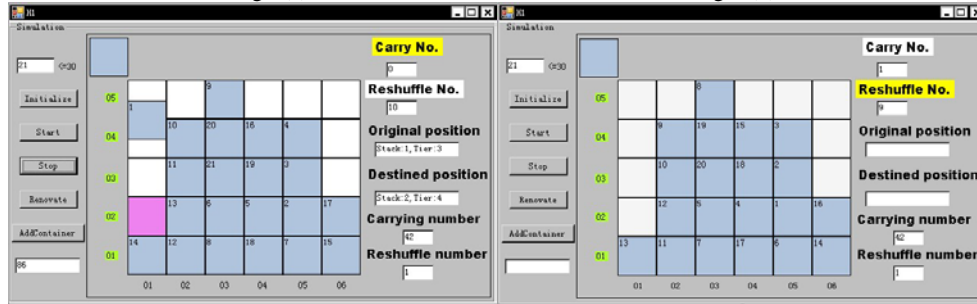 H1
Simulation
21 <=30
Initialize
Start
Stop
Renovate
AddContainer
86
05
04
03
02
01
9
1
10 20 16 4
11 21 19 3
13 6 5 2 17
14 12 8 18 7 15
01 02 03 04 05 06
Carry No.
0
Reshuffle No.
10
Original position
Stack:1,Tier:3
Destined position
Stack:2,Tier:4
Carrying number
42
Reshuffle number
1
H1
Simulation
21 <=30
Initialize
Start
Stop
Renovate
AddContainer
05
04
03
02
01
8
9 19 15 3
10 20 18 2
12 5 4 1 16
13 11 7 17 6 14
01 02 03 04 05 06
Carry No.
1
Reshuffle No.
9
Original position
Destined position
Carrying number
42
Reshuffle number
1